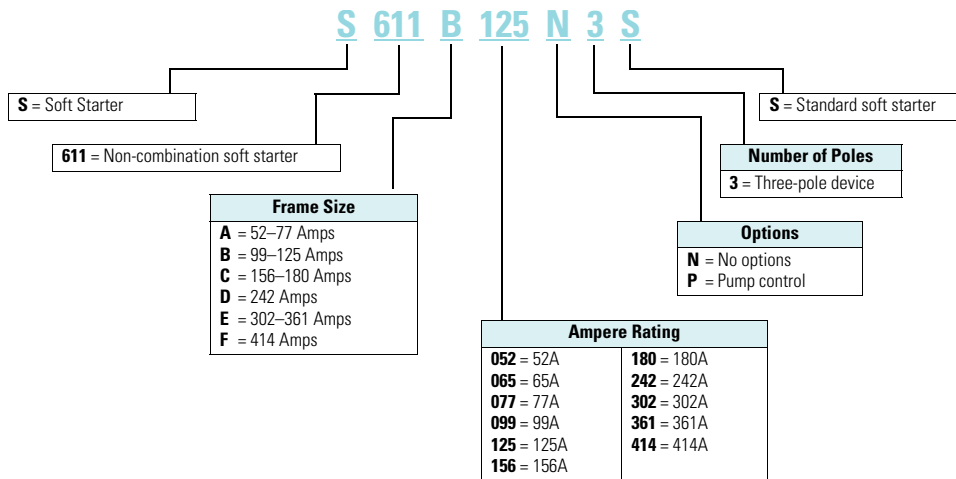 S 611 B 125 N 3 S
S = Soft Starter
S = Standard soft starter
611 = Non-combination soft starter
Number of Poles
3 = Three-pole device
Frame Size
A = 52–77 Amps
B = 99–125 Amps
C = 156–180 Amps
D = 242 Amps
E = 302–361 Amps
F = 414 Amps
Options
N = No options
P = Pump control
Ampere Rating
052 = 52A
065 = 65A
077 = 77A
099 = 99A
125 = 125A
156 = 156A
180 = 180A
242 = 242A
302 = 302A
361 = 361A
414 = 414A